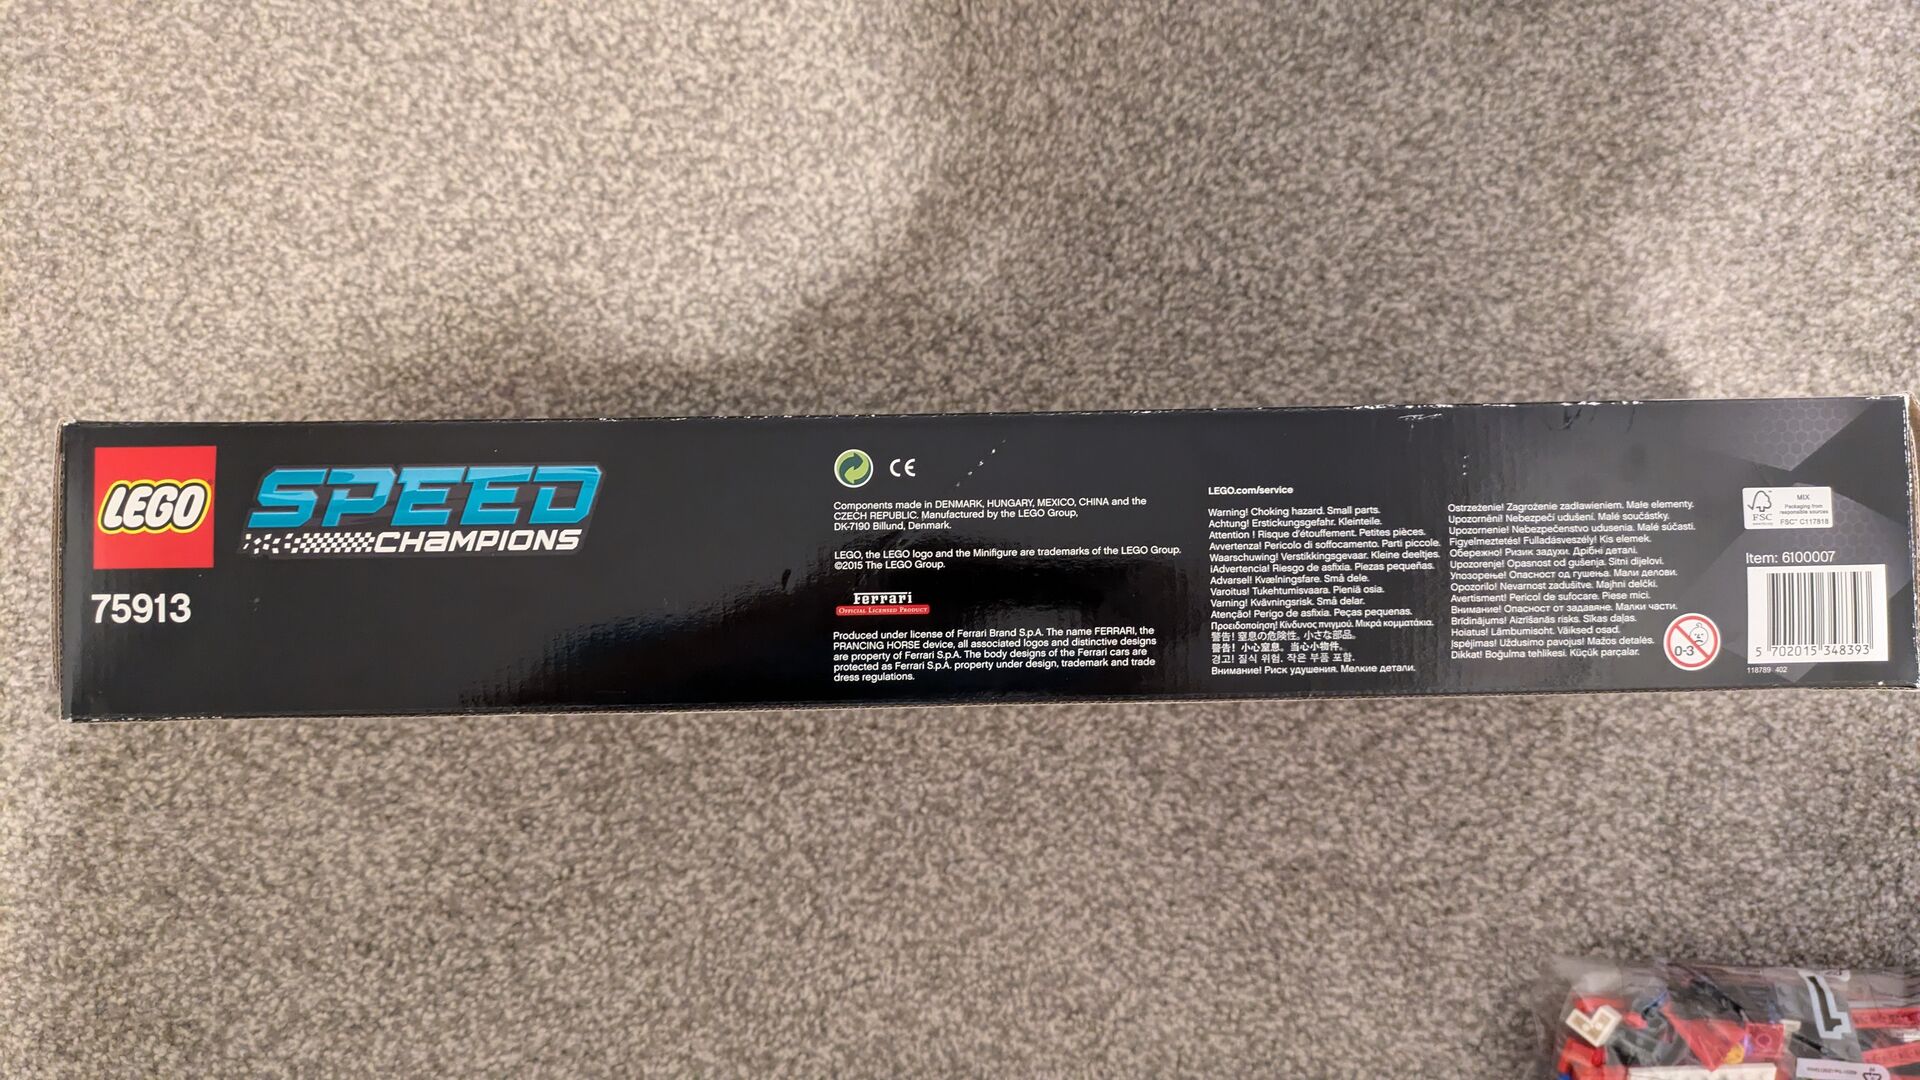 LEGO
SPEED
CHAMPIONS
75913
CE
Components made in DENMARK, HUNGARY, MEXICO, CHINA and the
CZECH REPUBLIC. Manufactured by the LEGO Group,
DK-7190 Billund, Denmark.
LEGO, the LEGO logo and the Minifigure are trademarks of the LEGO Group.
©2015 The LEGO Group.
Ferrari
OFFICIAL LICENSED PRODUCT
Produced under license of Ferrari Brand S.p.A. The name FERRARI, the
PRANCING HORSE device, all associated logos and distinctive designs
are property of Ferrari S.p.A. The body designs of the Ferrari cars are
protected as Ferrari S.p.A. property under design, trademark and trade
dress regulations.
LEGO.com/service
Warning! Choking hazard. Small parts.
Achtung! Erstickungsgefahr. Kleinteile.
Attention ! Risque d'étouffement. Petites pièces.
Avvertenza! Pericolo di soffocamento. Parti piccole.
Waarschuwing! Verstikkingsgevaar. Kleine deeltjes.
¡Advertencia! Riesgo de asfixia. Piezas pequeñas.
Advarsel! Kvælningsfare. Små dele.
Varoitus! Tukehtumisvaara. Pieniä osia.
Varning! Kvävningsrisk. Små delar.
Atenção! Perigo de asfixia. Peças pequenas.
Προειδοποίηση! Κίνδυνος πνιγμού. Μικρά κομματάκια.
警告! 窒息の危険性。小さな部品。
警告! 小心窒息。当心小物件。
경고! 질식 위험. 작은 부품 포함.
Внимание! Риск удушения. Мелкие детали.
Ostrzeżenie! Zagrożenie zadławieniem. Małe elementy.
Upozornění! Nebezpečí udušení. Malé součástky.
Upozornenie! Nebezpečenstvo udusenia. Malé súčasti.
Figyelmeztetés! Fulladásveszély! Kis elemek.
Обережно! Ризик задухи. Дрібні деталі.
Upozorenje! Opasnost od gušenja. Sitni dijelovi.
Упозорење! Опасност од гушења. Мали делови.
Opozorilo! Nevarnost zadušitve. Majhni delčki.
Avertisment! Pericol de sufocare. Piese mici.
Внимание! Опасност от задавяне. Малки части.
Brīdinājums! Aizrīšanās risks. Sīkas daļas.
Hoiatus! Lämbumisoht. Väiksed osad.
Įspėjimas! Uždusimo pavojus! Mažos detalės.
Dikkat! Boğulma tehlikesi. Küçük parçalar.
0-3
FSC
MIX
Packaging from
responsible sources
FSC® C117818
Item: 6100007
5 702015 348393
118789 402